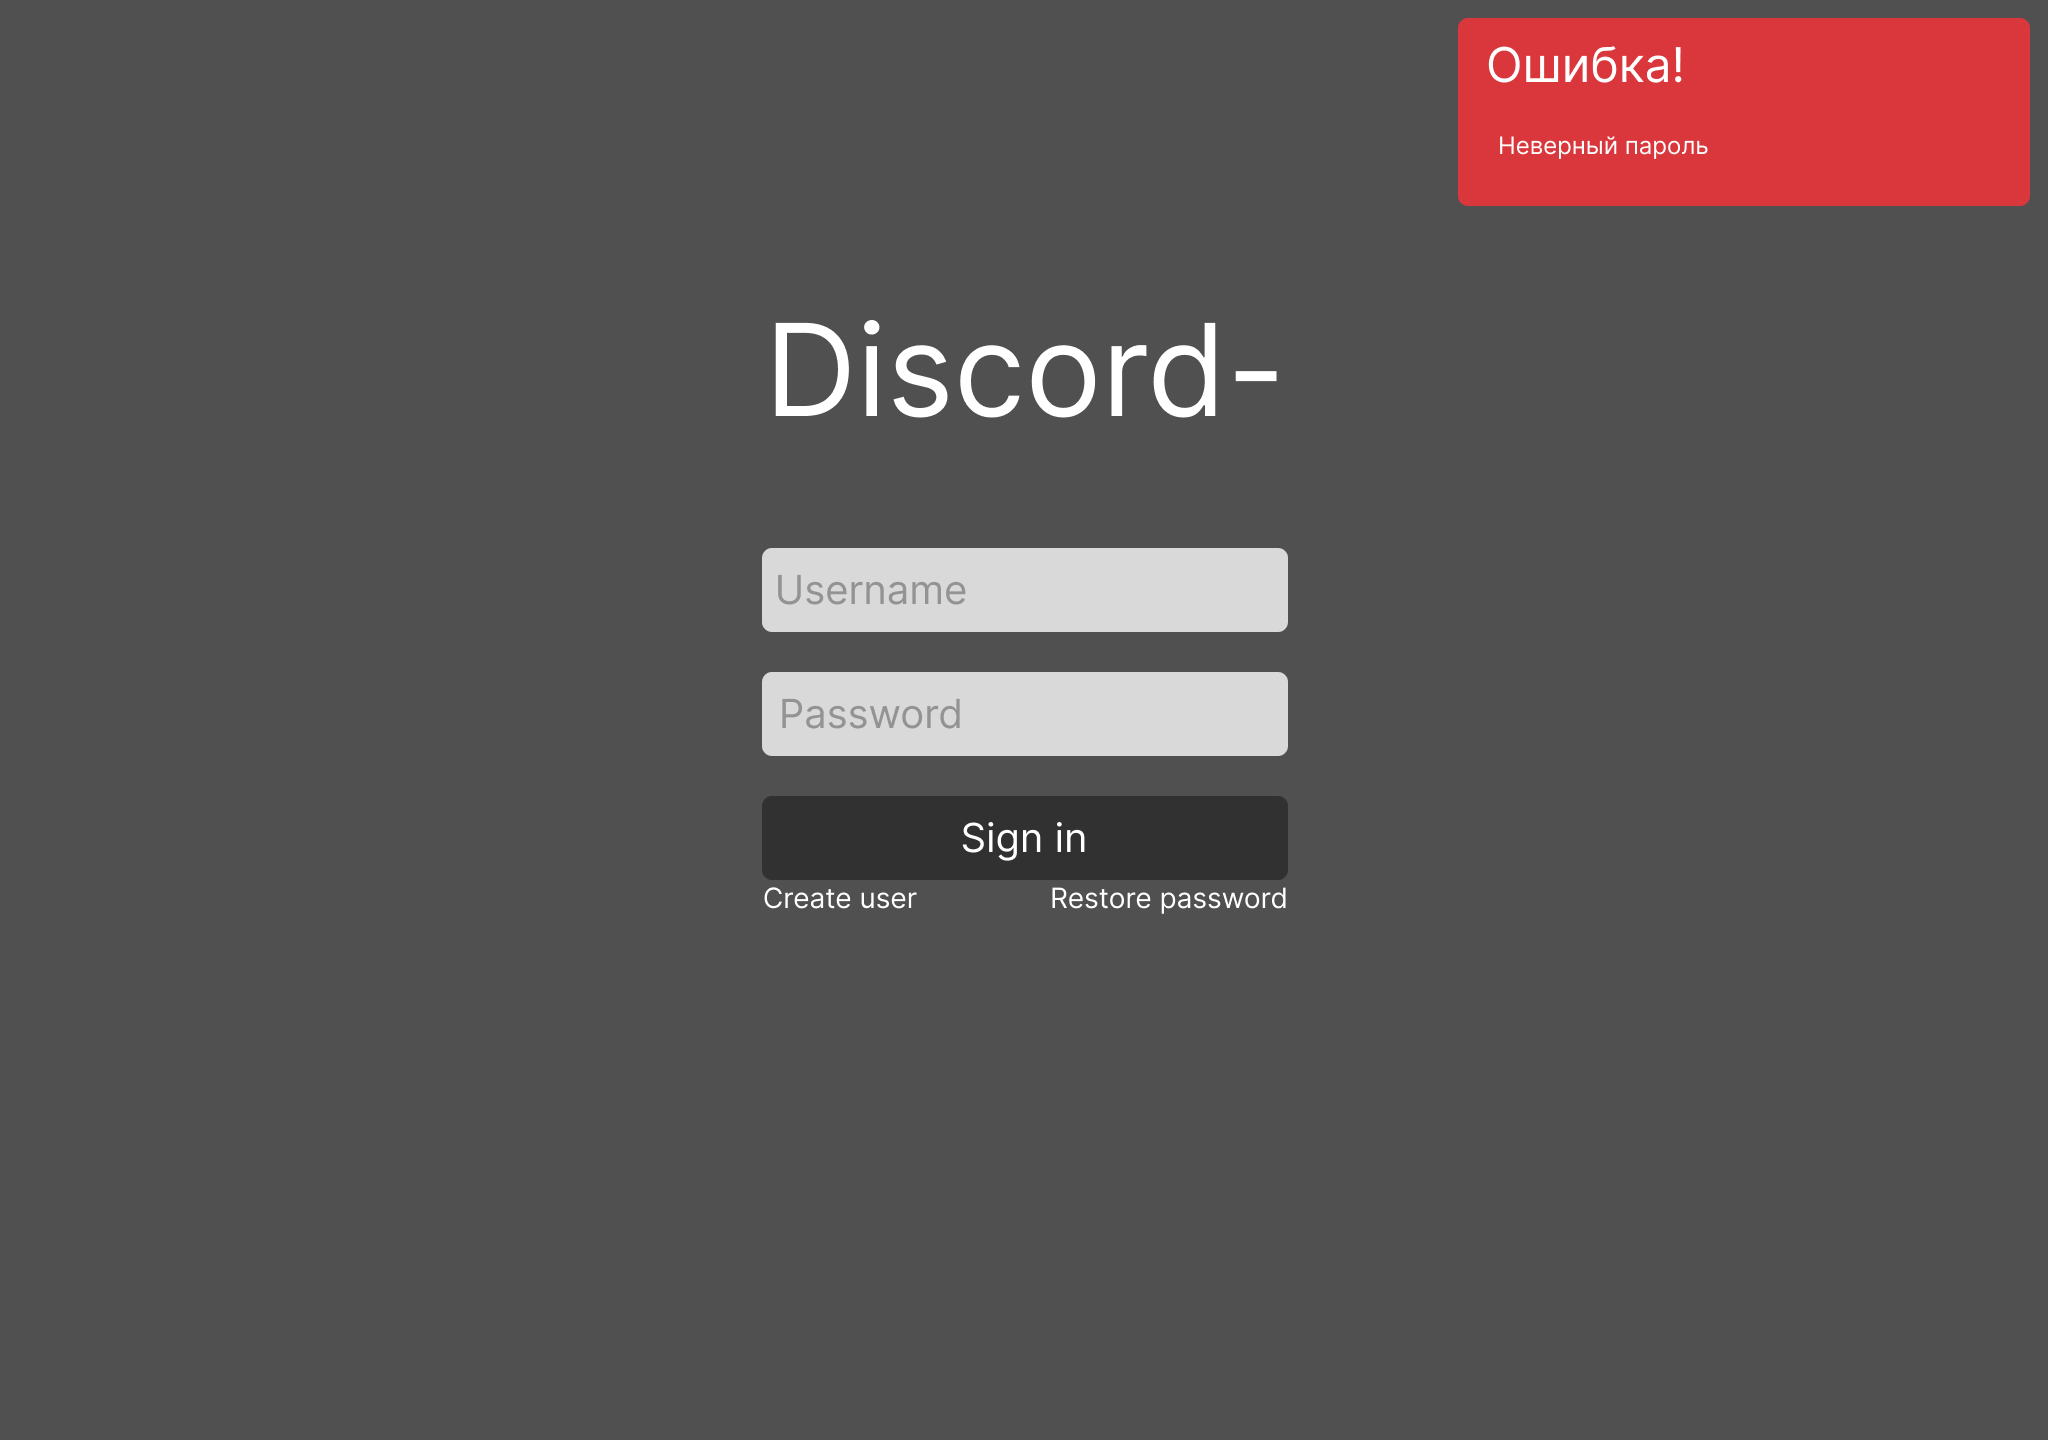 Ошибка!
Неверный пароль
Discord-
Username
Password
Sign in
Create user
Restore password